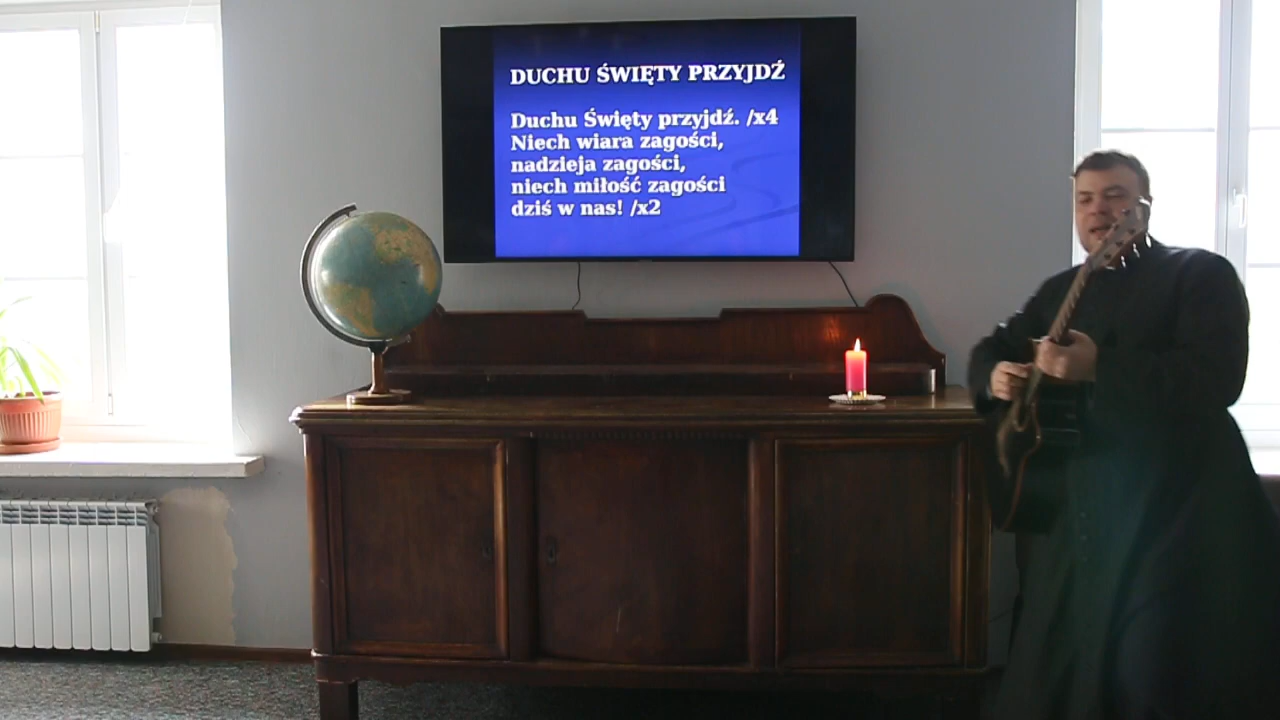 DUCHU ŚWIĘTY PRZYJDŹ
Duchu Święty przyjdź. /x4
Niech wiara zagości,
nadzieja zagości,
niech miłość zagości
dziś w nas! /x2